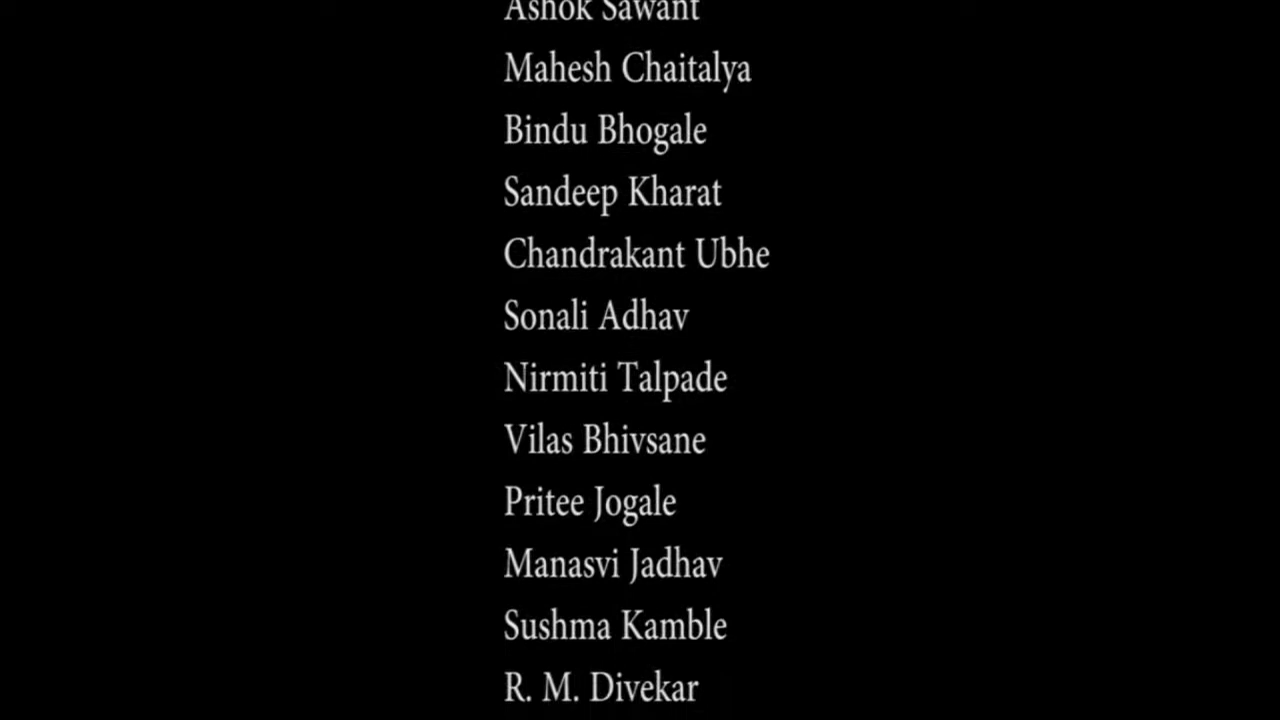 Ashok Sawant
Mahesh Chaitalya
Bindu Bhogale
Sandeep Kharat
Chandrakant Ubhe
Sonali Adhav
Nirmiti Talpade
Vilas Bhivsane
Pritee Jogale
Manasvi Jadhav
Sushma Kamble
R. M. Divekar